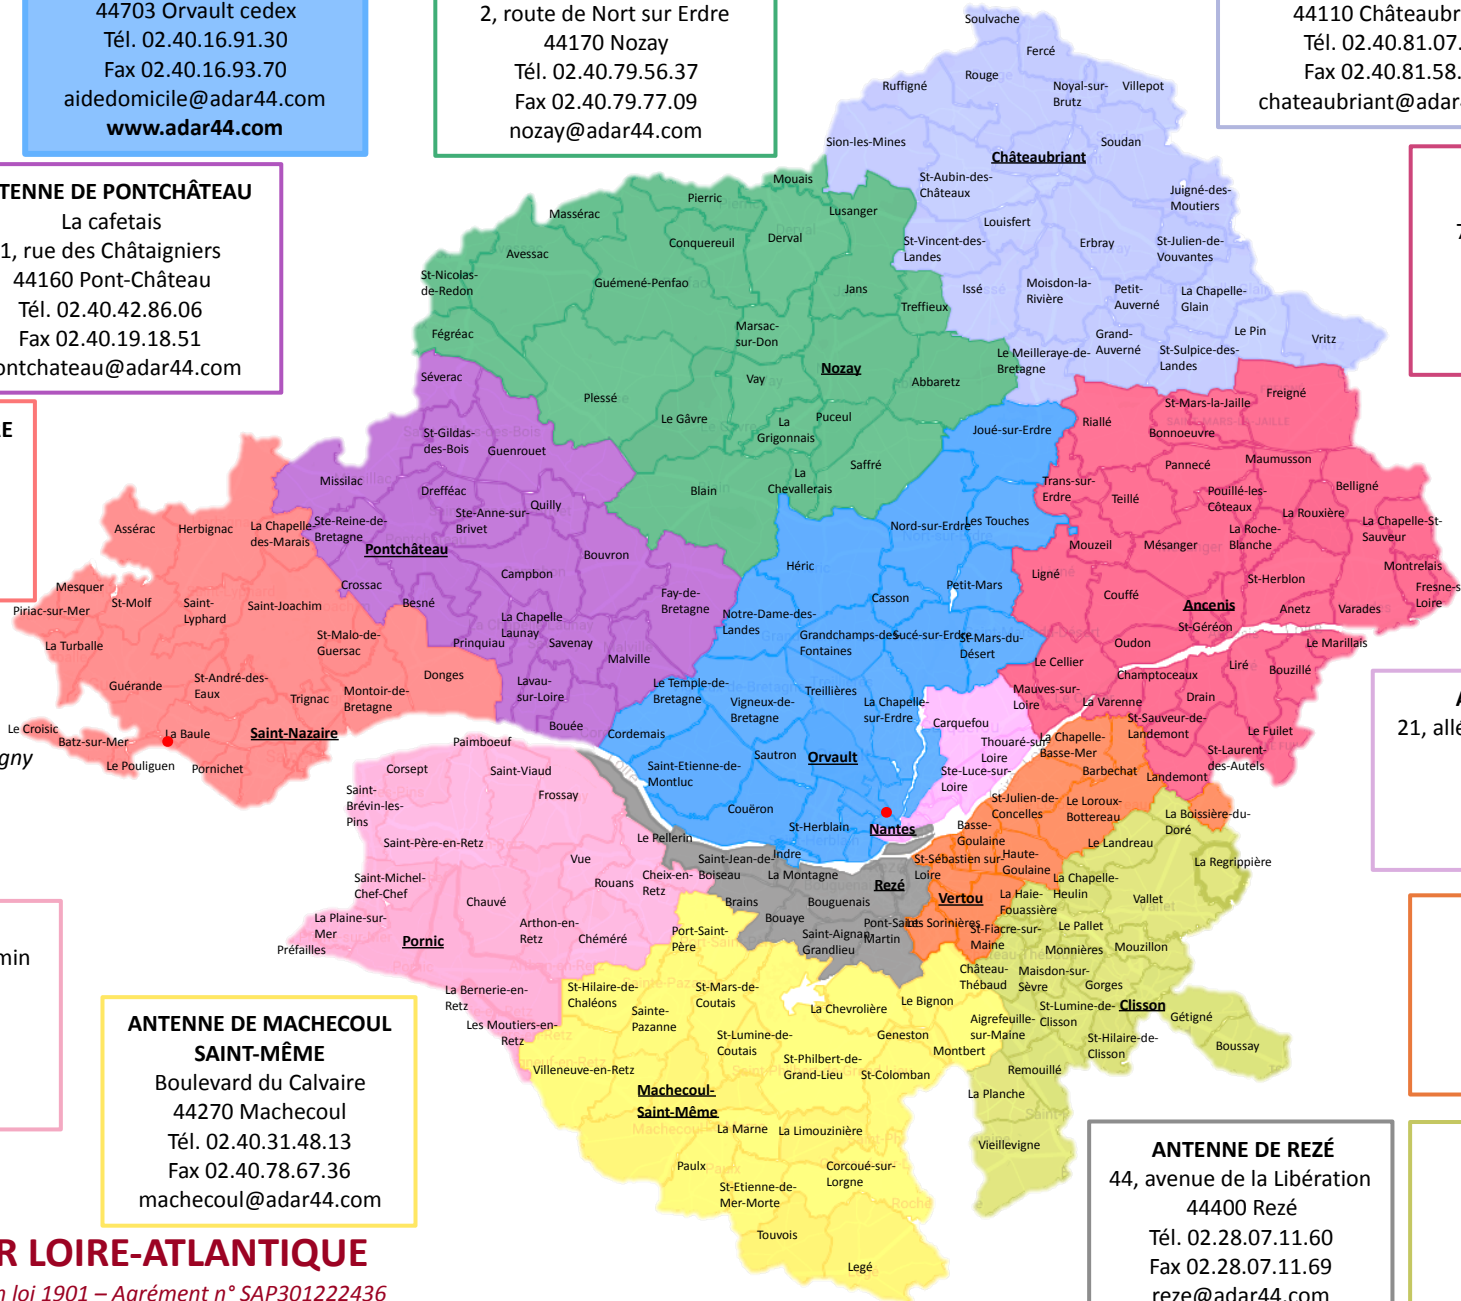 44703 Orvault cedex
Tél. 02.40.16.91.30
Fax 02.40.16.93.70
aidedomicile@adar44.com
www.adar44.com
2, route de Nort sur Erdre
44170 Nozay
Tél. 02.40.79.56.37
Fax 02.40.79.77.09
nozay@adar44.com
44110 Châteaubr
Tél. 02.40.81.07.
Fax 02.40.81.58.
chateaubriant@adar
TENNE DE PONTCHÂTEAU
La cafetais
1, rue des Châtaigniers
44160 Pont-Château
Tél. 02.40.42.86.06
Fax 02.40.19.18.51
ontchateau@adar44.com
E
7
Soulvache
Fercé
Rouge
Ruffigné
Noyal-sur-
Brutz
Villepot
Sion-les-Mines
Soudan
Châteaubriant
St-Aubin-des-
Châteaux
Juigné-des-
Moutiers
Louisfert
St-Vincent-des-
Landes
Erbray
St-Julien-de-
Vouvantes
Issé
Moisdon-la-
Rivière
Petit-
Auverné
La Chapelle-
Glain
Le Pin
Vritz
Grand-
Auverné
Le Meilleraye-de-
Bretagne
St-Sulpice-des-
Landes
Mouais
Pierric
Massérac
Lusanger
Conquereuil
Derval
Avessac
St-Nicolas-
de-Redon
Guémené-Penfao
Jans
Treffieux
Fégréac
Marsac-
sur-Don
Nozay
Vay
Abbaretz
Plessé
Le Gâvre
La
Grigonnais
Puceul
Saffré
La
Chevallerais
Blain
Séverac
St-Gildas-
des-Bois
Guenrouet
Missilac
Drefféac
Quilly
Ste-Anne-sur-
Brivet
Ste-Reine-de-
Bretagne
Pontchâteau
Bouvron
Campbon
Crossac
Besné
Fay-de-
Bretagne
La Chapelle
Launay
Prinquiau
Savenay
Malville
Lavau-
sur-Loire
Bouée
Assérac
Herbignac
La Chapelle-
des-Marais
Mesquer
Piriac-sur-Mer
St-Molf
Saint-
Lyphard
Saint-Joachim
St-Malo-de-
Guersac
La Turballe
Guérande
St-André-des-
Eaux
Trignac
Montoir-de-
Bretagne
Donges
Le Croisic
Batz-sur-Mer
La Baule
Saint-Nazaire
Le Pouliguen
Pornichet
gny
Joué-sur-Erdre
Nord-sur-Erdre
Les Touches
Héric
Petit-Mars
Casson
Notre-Dame-des-
Landes
Grandchamps-des-
Fontaines
Sucé-sur-Erdre
St-Mars-du-
Désert
Le Temple-de-
Bretagne
Vigneux-de-
Bretagne
Treillières
La Chapelle-
sur-Erdre
Cordemais
Saint-Etienne-de-
Montluc
Sautron
Orvault
Couëron
St-Herblain
Nantes
Indre
Carquefou
Thouaré-sur-
Loire
Ste-Luce-sur-
Loire
Freigné
St-Mars-la-Jaille
Riallé
Bonnoeuvre
Pannecé
Maumusson
Belligné
Trans-sur-
Erdre
Teillé
Pouillé-les-
Côteaux
La Rouxière
La Chapelle-St-
Sauveur
La Roche-
Blanche
Mouzeil
Mésanger
Montrelais
Ligné
St-Herblon
Fresne-s
Loire
Couffé
Ancenis
Anetz
Varades
St-Géréon
Oudon
Le Marillais
Le Cellier
Liré
Bouzillé
Champtoceaux
Mauves-sur-
Loire
La Varenne
Drain
St-Sauveur-de-
Landemont
Le Fuilet
St-Laurent-
des-Autels
Landemont
La Chapelle-
Basse-Mer
Barbechat
St-Julien-de-
Concelles
Le Loroux-
Bottereau
La Boissière-du-
Doré
Basse-
Goulaine
Le Landreau
St-Sébastien sur
Loire
Haute-
Goulaine
Vertou
Les Sorinières
La Regrippière
La Chapelle-
Heulin
La Haie-
Fouassière
Vallet
Le Pallet
St-Fiacre-sur-
Maine
Monnières
Mouzillon
Château-
Thébaud
Maisdon-sur-
Sèvre
Gorges
St-Lumine-de-
Clisson
Clisson
Gétigné
Aigrefeuille-
sur-Maine
St-Hilaire-de-
Clisson
Boussay
Remouillé
La Planche
Vieillevigne
Paimboeuf
Corsept
Saint-Viaud
Frossay
Saint-
Brévin-les-
Pins
Saint-Père-en-Retz
Vue
Rouans
Cheix-en-
Retz
Saint-Michel-
Chef-Chef
Chauvé
La Plaine-sur-
Mer
Arthon-en-
Retz
Chéméré
Préfailles
Pornic
La Bernerie-en-
Retz
Les Moutiers-en-
Retz
Le Pellerin
Saint-Jean-de-
Boiseau
La Montagne
Rezé
Brains
Bouguenais
Bouaye
Pont-Saint-
Martin
Saint-Aignan
Grandlieu
Port-Saint-
Père
St-Hilaire-de-
Chaléons
St-Mars-de-
Coutais
Sainte-
Pazanne
La Chevrolière
Le Bignon
Geneston
Montbert
St-Lumine-de-
Coutais
St-Philbert-de-
Grand-Lieu
St-Colomban
Villeneuve-en-Retz
Machecoul-
Saint-Même
La Marne
La Limouzinière
Paulx
Corcoué-sur-
Lorgne
St-Etienne-de-
Mer-Morte
Touvois
Legé
A
21, allé
min
ANTENNE DE MACHECOUL
SAINT-MÊME
Boulevard du Calvaire
44270 Machecoul
Tél. 02.40.31.48.13
Fax 02.40.78.67.36
machecoul@adar44.com
ANTENNE DE REZÉ
44, avenue de la Libération
44400 Rezé
Tél. 02.28.07.11.60
Fax 02.28.07.11.69
reze@adar44.com
R LOIRE-ATLANTIQUE
n loi 1901 – Agrément n° SAP301222436